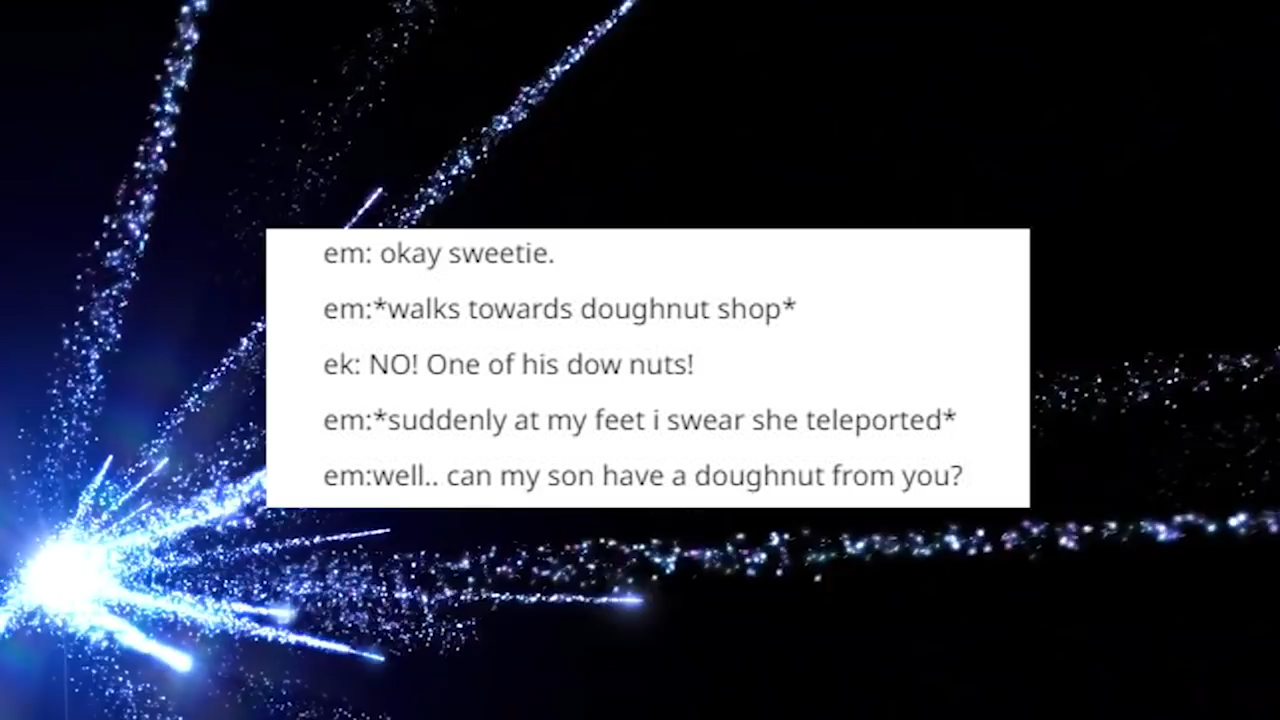 em: okay sweetie.
em:*walks towards doughnut shop*
ek: NO! One of his dow nuts!
em:*suddenly at my feet i swear she teleported*
em:well.. can my son have a doughnut from you?